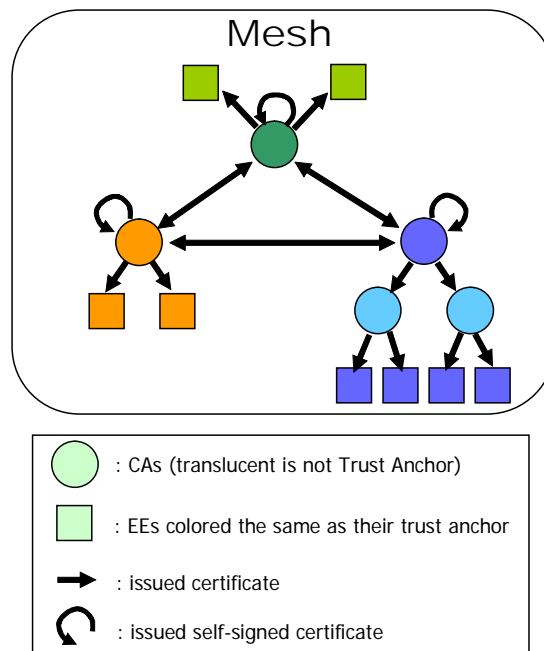 Mesh
: CAs (translucent is not Trust Anchor)
: EEs colored the same as their trust anchor
: issued certificate
: issued self-signed certificate